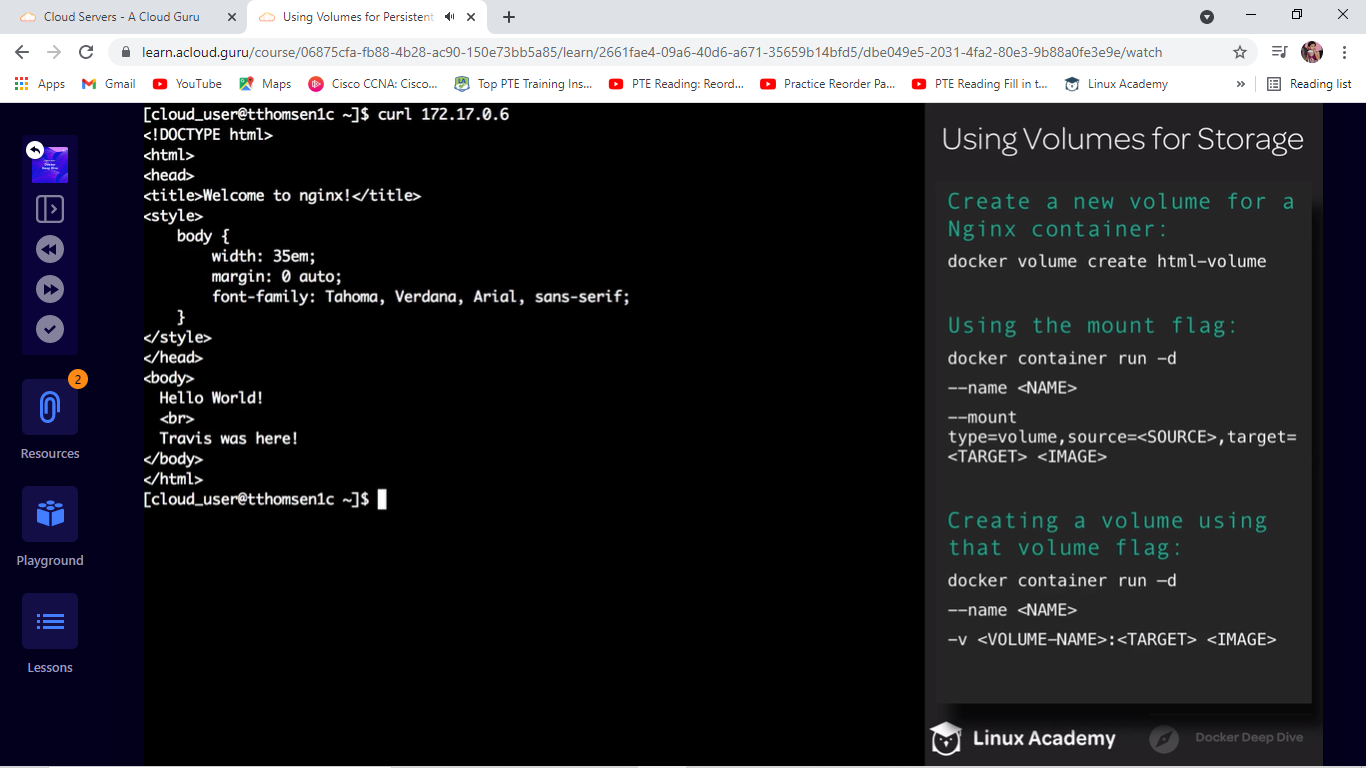 Cloud Servers - A Cloud Guru
Using Volumes for Persistent
learn.acloud.guru/course/06875cfa-fb88-4b28-ac90-150e73bb5a85/learn/2661fae4-09a6-40d6-a671-35659b14bfd5/dbe049e5-2031-4fa2-80e3-9b88a0fe3e9e/watch
Apps
Gmail
YouTube
Maps
Cisco CCNA: Cisco...
Top PTE Training Ins...
PTE Reading: Reord...
Practice Reorder Pa...
PTE Reading Fill in t...
Linux Academy
»
Reading list
2
Resources
Playground
Lessons
[cloud_user@tthomsen1c ~]$ curl 172.17.0.6
<!DOCTYPE html>
<html>
<head>
<title>Welcome to nginx!</title>
<style>
    body {
        width: 35em;
        margin: 0 auto;
        font-family: Tahoma, Verdana, Arial, sans-serif;
    }
</style>
</head>
<body>
  Hello World!
  <br>
  Travis was here!
</body>
</html>
[cloud_user@tthomsen1c ~]$
Using Volumes for Storage
Create a new volume for a
Nginx container:
docker volume create html-volume
Using the mount flag:
docker container run -d
--name <NAME>
--mount
type=volume,source=<SOURCE>,target=
<TARGET> <IMAGE>
Creating a volume using
that volume flag:
docker container run -d
--name <NAME>
-v <VOLUME-NAME>:<TARGET> <IMAGE>
Linux Academy
Docker Deep Dive